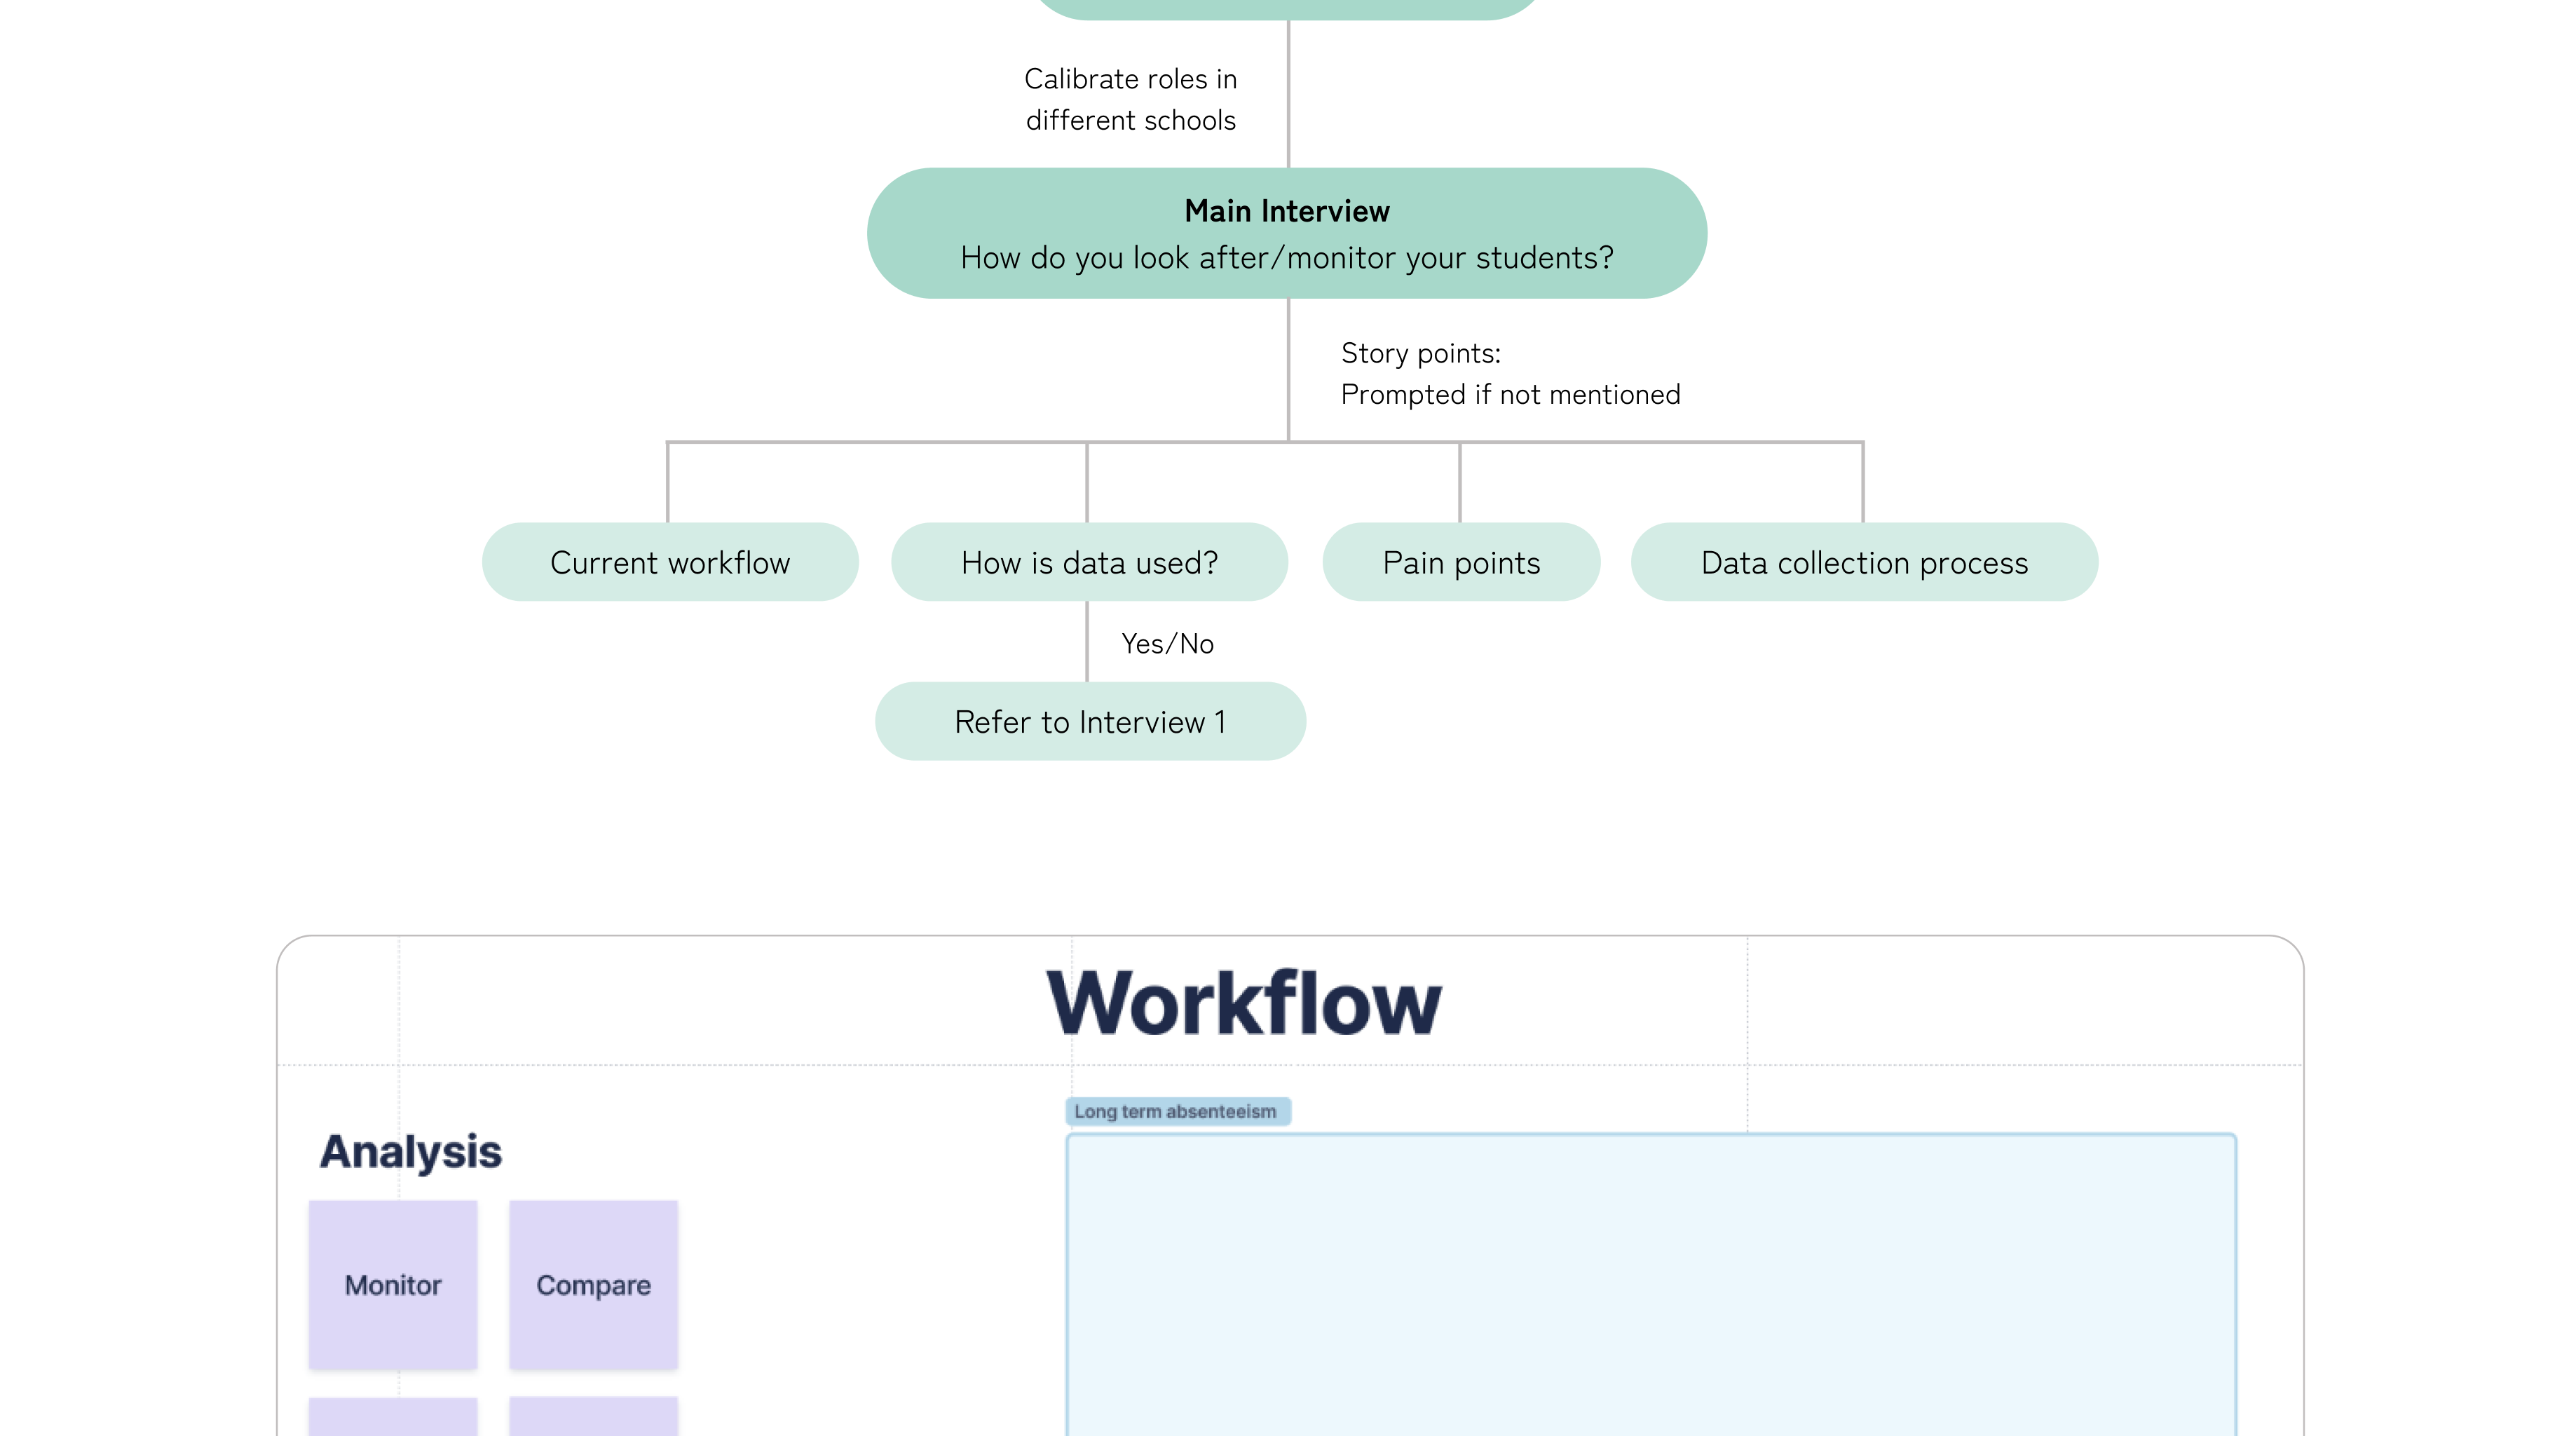 Calibrate roles in
different schools
Main Interview
How do you look after/monitor your students?
Story points:
Prompted if not mentioned
Current workflow
How is data used?
Pain points
Data collection process
Yes/No
Refer to Interview 1
Workflow
Long term absenteeism
Analysis
Monitor
Compare